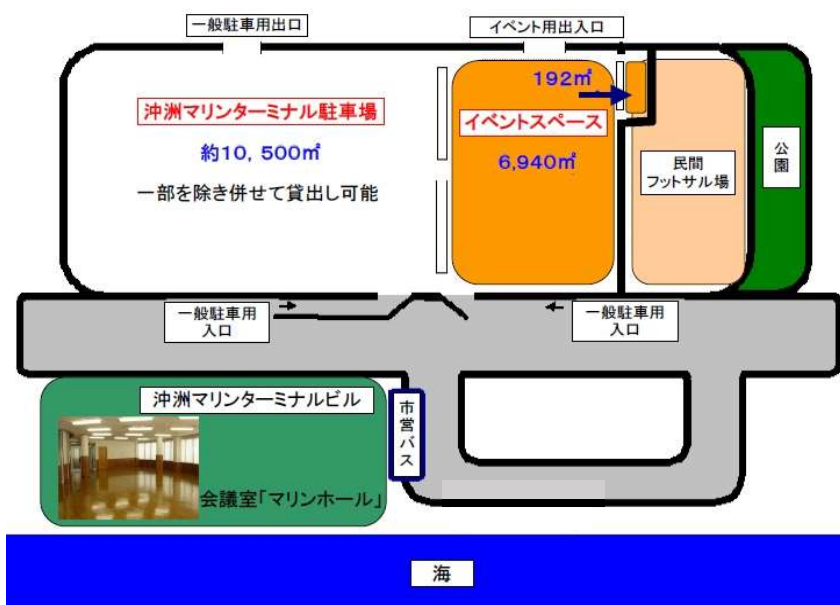 一般駐車用出口
イベント用出入口
192㎡
沖洲マリンターミナル駐車場
約10，500㎡
一部を除き併せて貸出し可能
イベントスペース
6,940㎡
民間
フットサル場
公園
一般駐車用
入口
一般駐車用
入口
沖洲マリンターミナルビル
会議室「マリンホール」
市営バス
海